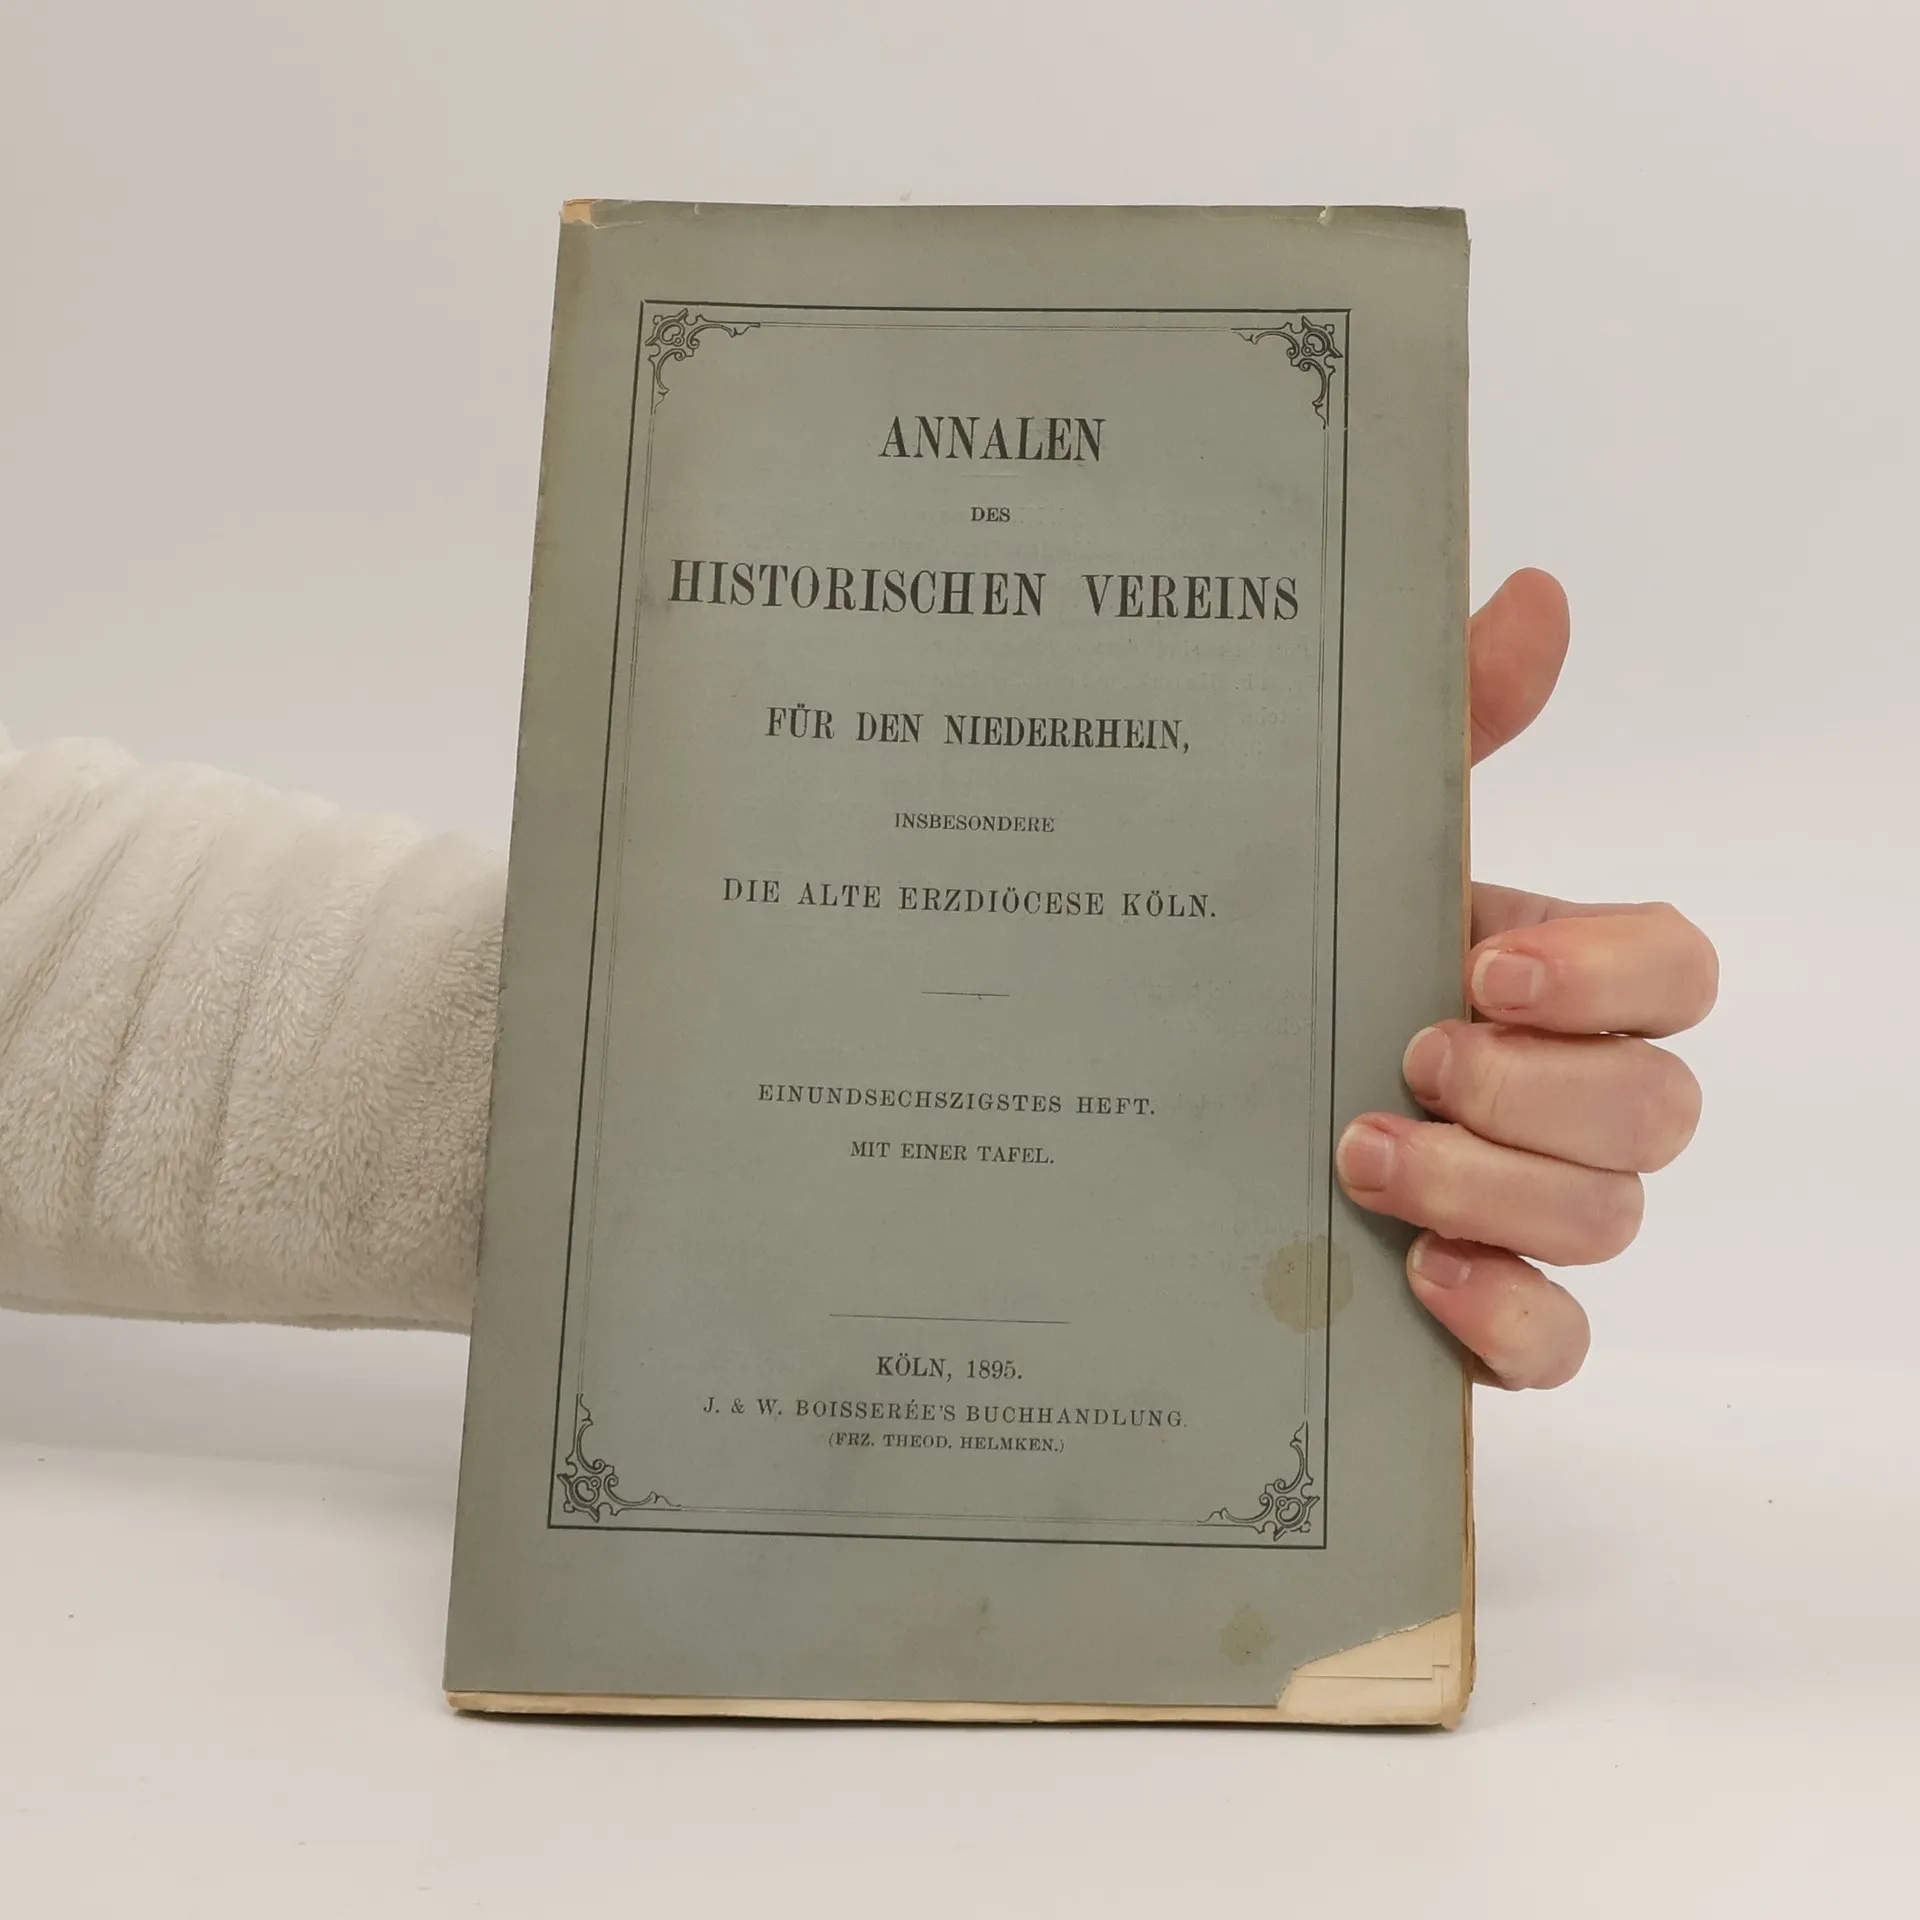 ANNALEN
DES
HISTORISCHEN VEREINS
FÜR DEN NIEDERRHEIN,
INSBESONDERE
DIE ALTE ERZDIÖCESE KÖLN.
EINUNDSECHSZIGSTES HEFT.
MIT EINER TAFEL.
KÖLN, 1895.
J. & W. BOISSERÉE'S BUCHHANDLUNG.
(FRZ. THEOD. HELMKEN.)